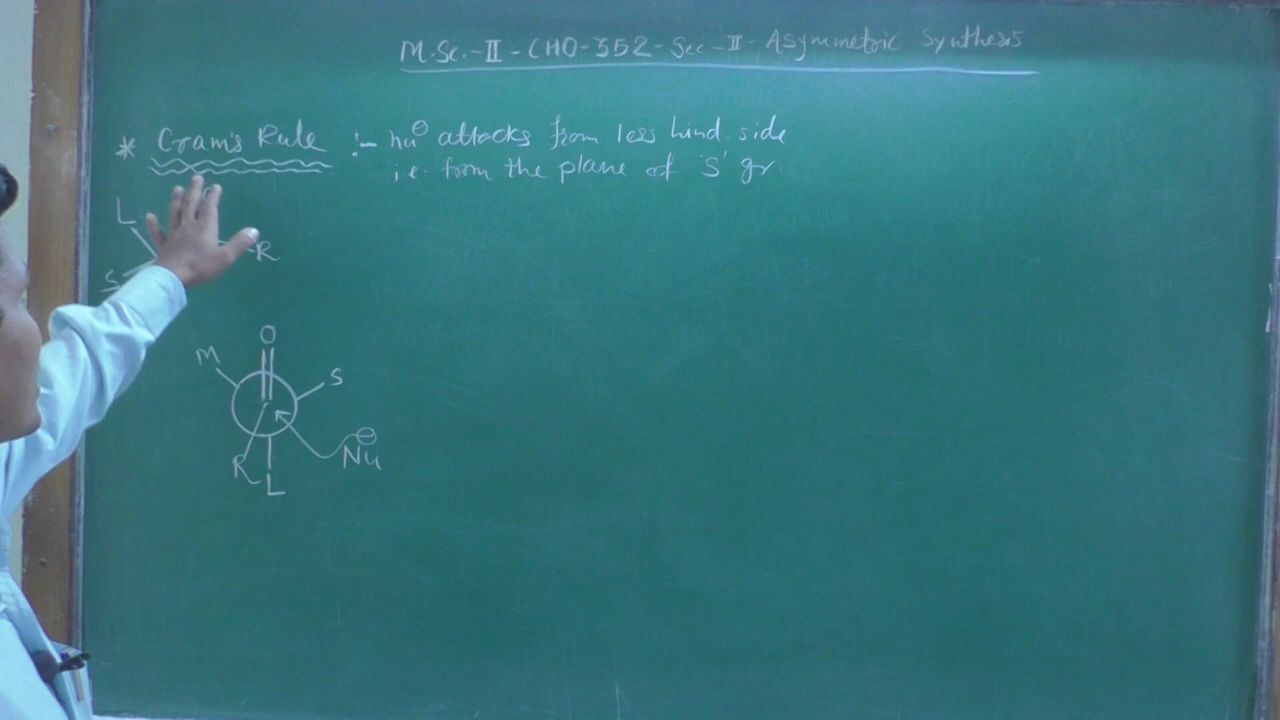 M.Sc.-II-CHO-352-Sec-II-Asymmetric Synthesis
* Cram's Rule :- nu⊖ attacks from less hind. side
i.e. from the plane of 'S' gr.
L
R
S
O
M
S
R
L
Nu⊖